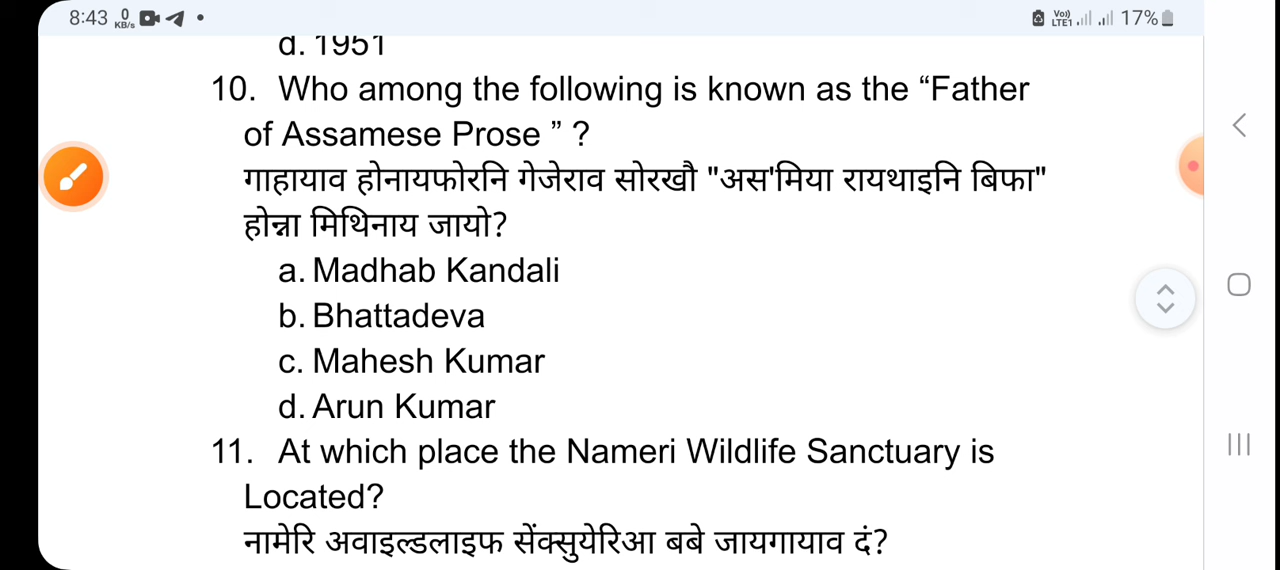 8:43 0 KB/s Vo) LTE1 17%
d. 1951
10. Who among the following is known as the “Father
of Assamese Prose ” ?
गाहायाव होनायफोरनि गेजेराव सोरखौ "अस'मिया रायथाइनि बिफा"
होन्ना मिथिनाय जायो?
a. Madhab Kandali
b. Bhattadeva
c. Mahesh Kumar
d. Arun Kumar
11. At which place the Nameri Wildlife Sanctuary is
Located?
नामेरि अवाइल्डलाइफ सेंक्सुयेरिआ बबे जायगायाव दं?